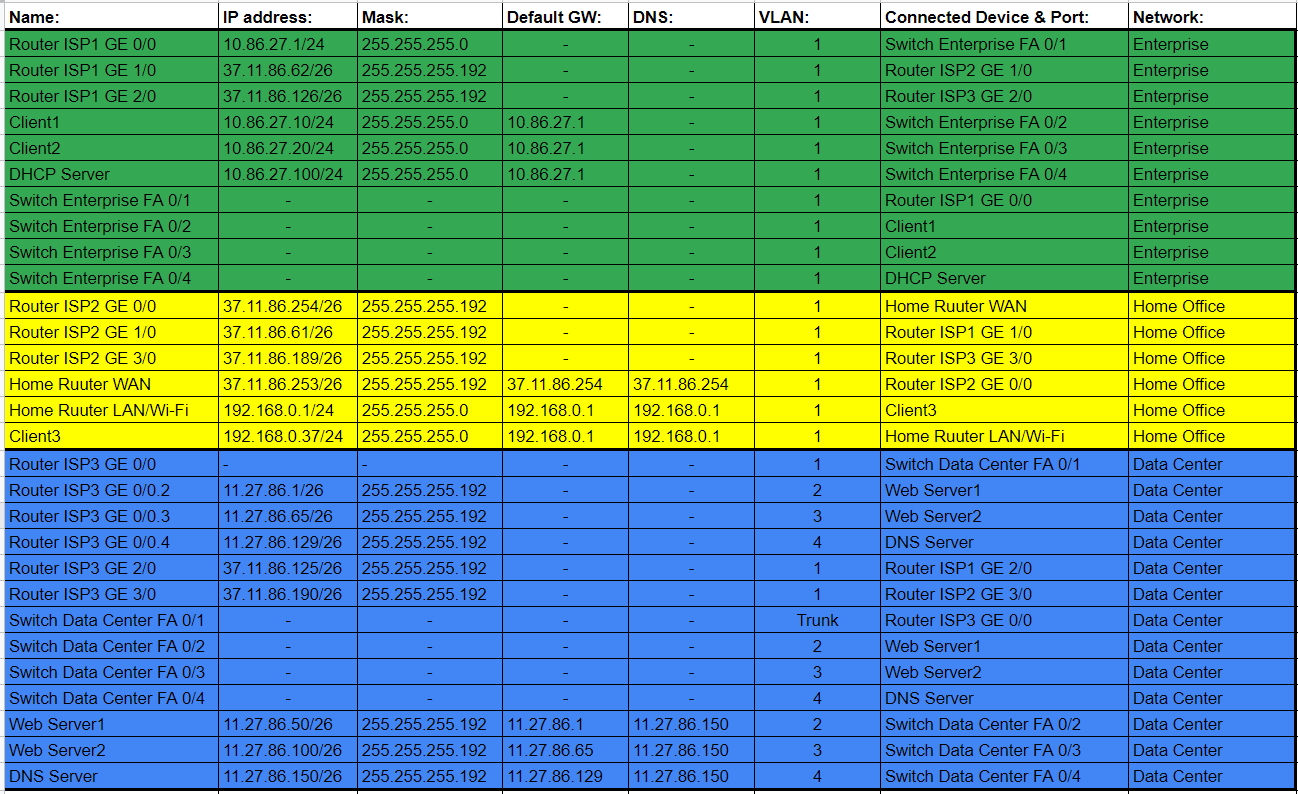 Name: IP address: Mask: Default GW: DNS: VLAN: Connected Device & Port: Network:
Router ISP1 GE 0/0 10.86.27.1/24 255.255.255.0 - - 1 Switch Enterprise FA 0/1 Enterprise
Router ISP1 GE 1/0 37.11.86.62/26 255.255.255.192 - - 1 Router ISP2 GE 1/0 Enterprise
Router ISP1 GE 2/0 37.11.86.126/26 255.255.255.192 - - 1 Router ISP3 GE 2/0 Enterprise
Client1 10.86.27.10/24 255.255.255.0 10.86.27.1 - 1 Switch Enterprise FA 0/2 Enterprise
Client2 10.86.27.20/24 255.255.255.0 10.86.27.1 - 1 Switch Enterprise FA 0/3 Enterprise
DHCP Server 10.86.27.100/24 255.255.255.0 10.86.27.1 - 1 Switch Enterprise FA 0/4 Enterprise
Switch Enterprise FA 0/1 - - - - 1 Router ISP1 GE 0/0 Enterprise
Switch Enterprise FA 0/2 - - - - 1 Client1 Enterprise
Switch Enterprise FA 0/3 - - - - 1 Client2 Enterprise
Switch Enterprise FA 0/4 - - - - 1 DHCP Server Enterprise
Router ISP2 GE 0/0 37.11.86.254/26 255.255.255.192 - - 1 Home Ruuter WAN Home Office
Router ISP2 GE 1/0 37.11.86.61/26 255.255.255.192 - - 1 Router ISP1 GE 1/0 Home Office
Router ISP2 GE 3/0 37.11.86.189/26 255.255.255.192 - - 1 Router ISP3 GE 3/0 Home Office
Home Ruuter WAN 37.11.86.253/26 255.255.255.192 37.11.86.254 37.11.86.254 1 Router ISP2 GE 0/0 Home Office
Home Ruuter LAN/Wi-Fi 192.168.0.1/24 255.255.255.0 192.168.0.1 192.168.0.1 1 Client3 Home Office
Client3 192.168.0.37/24 255.255.255.0 192.168.0.1 192.168.0.1 1 Home Ruuter LAN/Wi-Fi Home Office
Router ISP3 GE 0/0 - - 1 Switch Data Center FA 0/1 Data Center
Router ISP3 GE 0/0.2 11.27.86.1/26 255.255.255.192 - - 2 Web Server1 Data Center
Router ISP3 GE 0/0.3 11.27.86.65/26 255.255.255.192 - - 3 Web Server2 Data Center
Router ISP3 GE 0/0.4 11.27.86.129/26 255.255.255.192 - - 4 DNS Server Data Center
Router ISP3 GE 2/0 37.11.86.125/26 255.255.255.192 - - 1 Router ISP1 GE 2/0 Data Center
Router ISP3 GE 3/0 37.11.86.190/26 255.255.255.192 - - 1 Router ISP2 GE 3/0 Data Center
Switch Data Center FA 0/1 - - - - Trunk Router ISP3 GE 0/0 Data Center
Switch Data Center FA 0/2 - - - - 2 Web Server1 Data Center
Switch Data Center FA 0/3 - - - - 3 Web Server2 Data Center
Switch Data Center FA 0/4 - - - - 4 DNS Server Data Center
Web Server1 11.27.86.50/26 255.255.255.192 11.27.86.1 11.27.86.150 2 Switch Data Center FA 0/2 Data Center
Web Server2 11.27.86.100/26 255.255.255.192 11.27.86.65 11.27.86.150 3 Switch Data Center FA 0/3 Data Center
DNS Server 11.27.86.150/26 255.255.255.192 11.27.86.129 11.27.86.150 4 Switch Data Center FA 0/4 Data Center